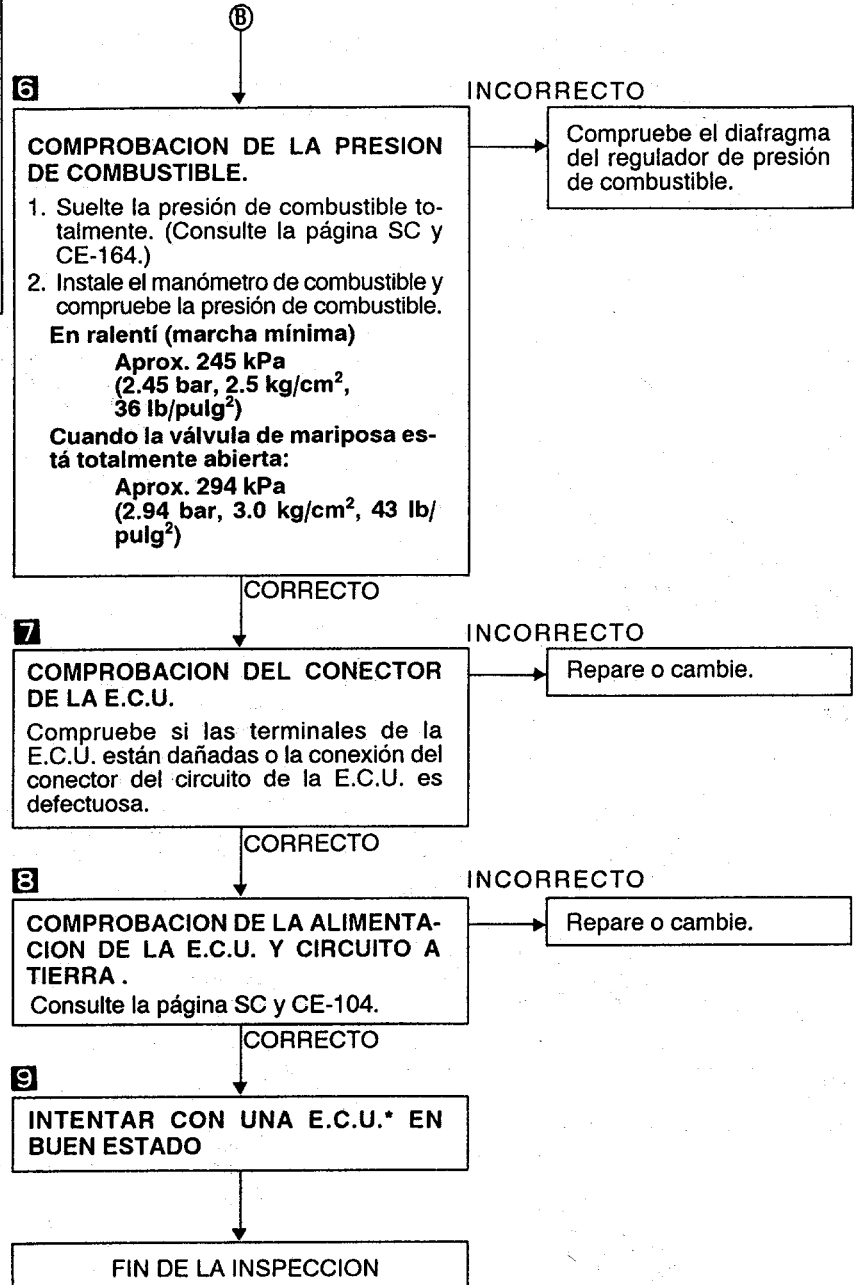 B
6
INCORRECTO
COMPROBACION DE LA PRESION
DE COMBUSTIBLE.
1. Suelte la presión de combustible to-
talmente. (Consulte la página SC y
CE-164.)
2. Instale el manómetro de combustible y
compruebe la presión de combustible.
En ralentí (marcha mínima)
Aprox. 245 kPa
(2.45 bar, 2.5 kg/cm²,
36 lb/pulg²)
Cuando la válvula de mariposa es-
tá totalmente abierta:
Aprox. 294 kPa
(2.94 bar, 3.0 kg/cm², 43 lb/
pulg²)
Compruebe el diafragma
del regulador de presión
de combustible.
CORRECTO
7
INCORRECTO
COMPROBACION DEL CONECTOR
DE LA E.C.U.
Compruebe si las terminales de la
E.C.U. están dañadas o la conexión del
conector del circuito de la E.C.U. es
defectuosa.
Repare o cambie.
CORRECTO
8
INCORRECTO
COMPROBACION DE LA ALIMENTA-
CION DE LA E.C.U. Y CIRCUITO A
TIERRA .
Consulte la página SC y CE-104.
Repare o cambie.
CORRECTO
9
INTENTAR CON UNA E.C.U.* EN
BUEN ESTADO
FIN DE LA INSPECCION